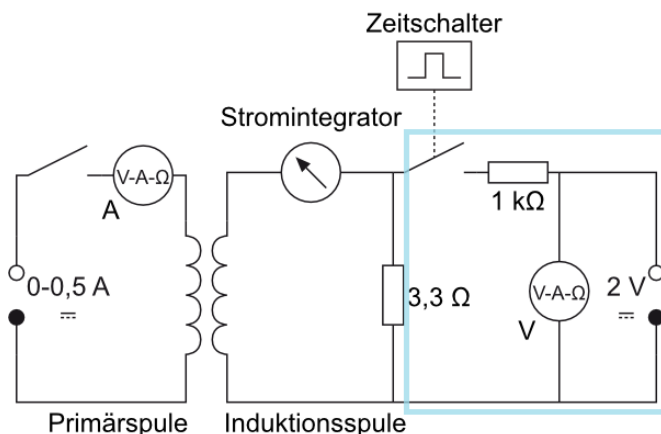 Zeitschalter
Stromintegrator
V-A-Ω
A
1 kΩ
0-0,5 A
3,3 Ω
V-A-Ω
V
2 V
Primärspule
Induktionsspule